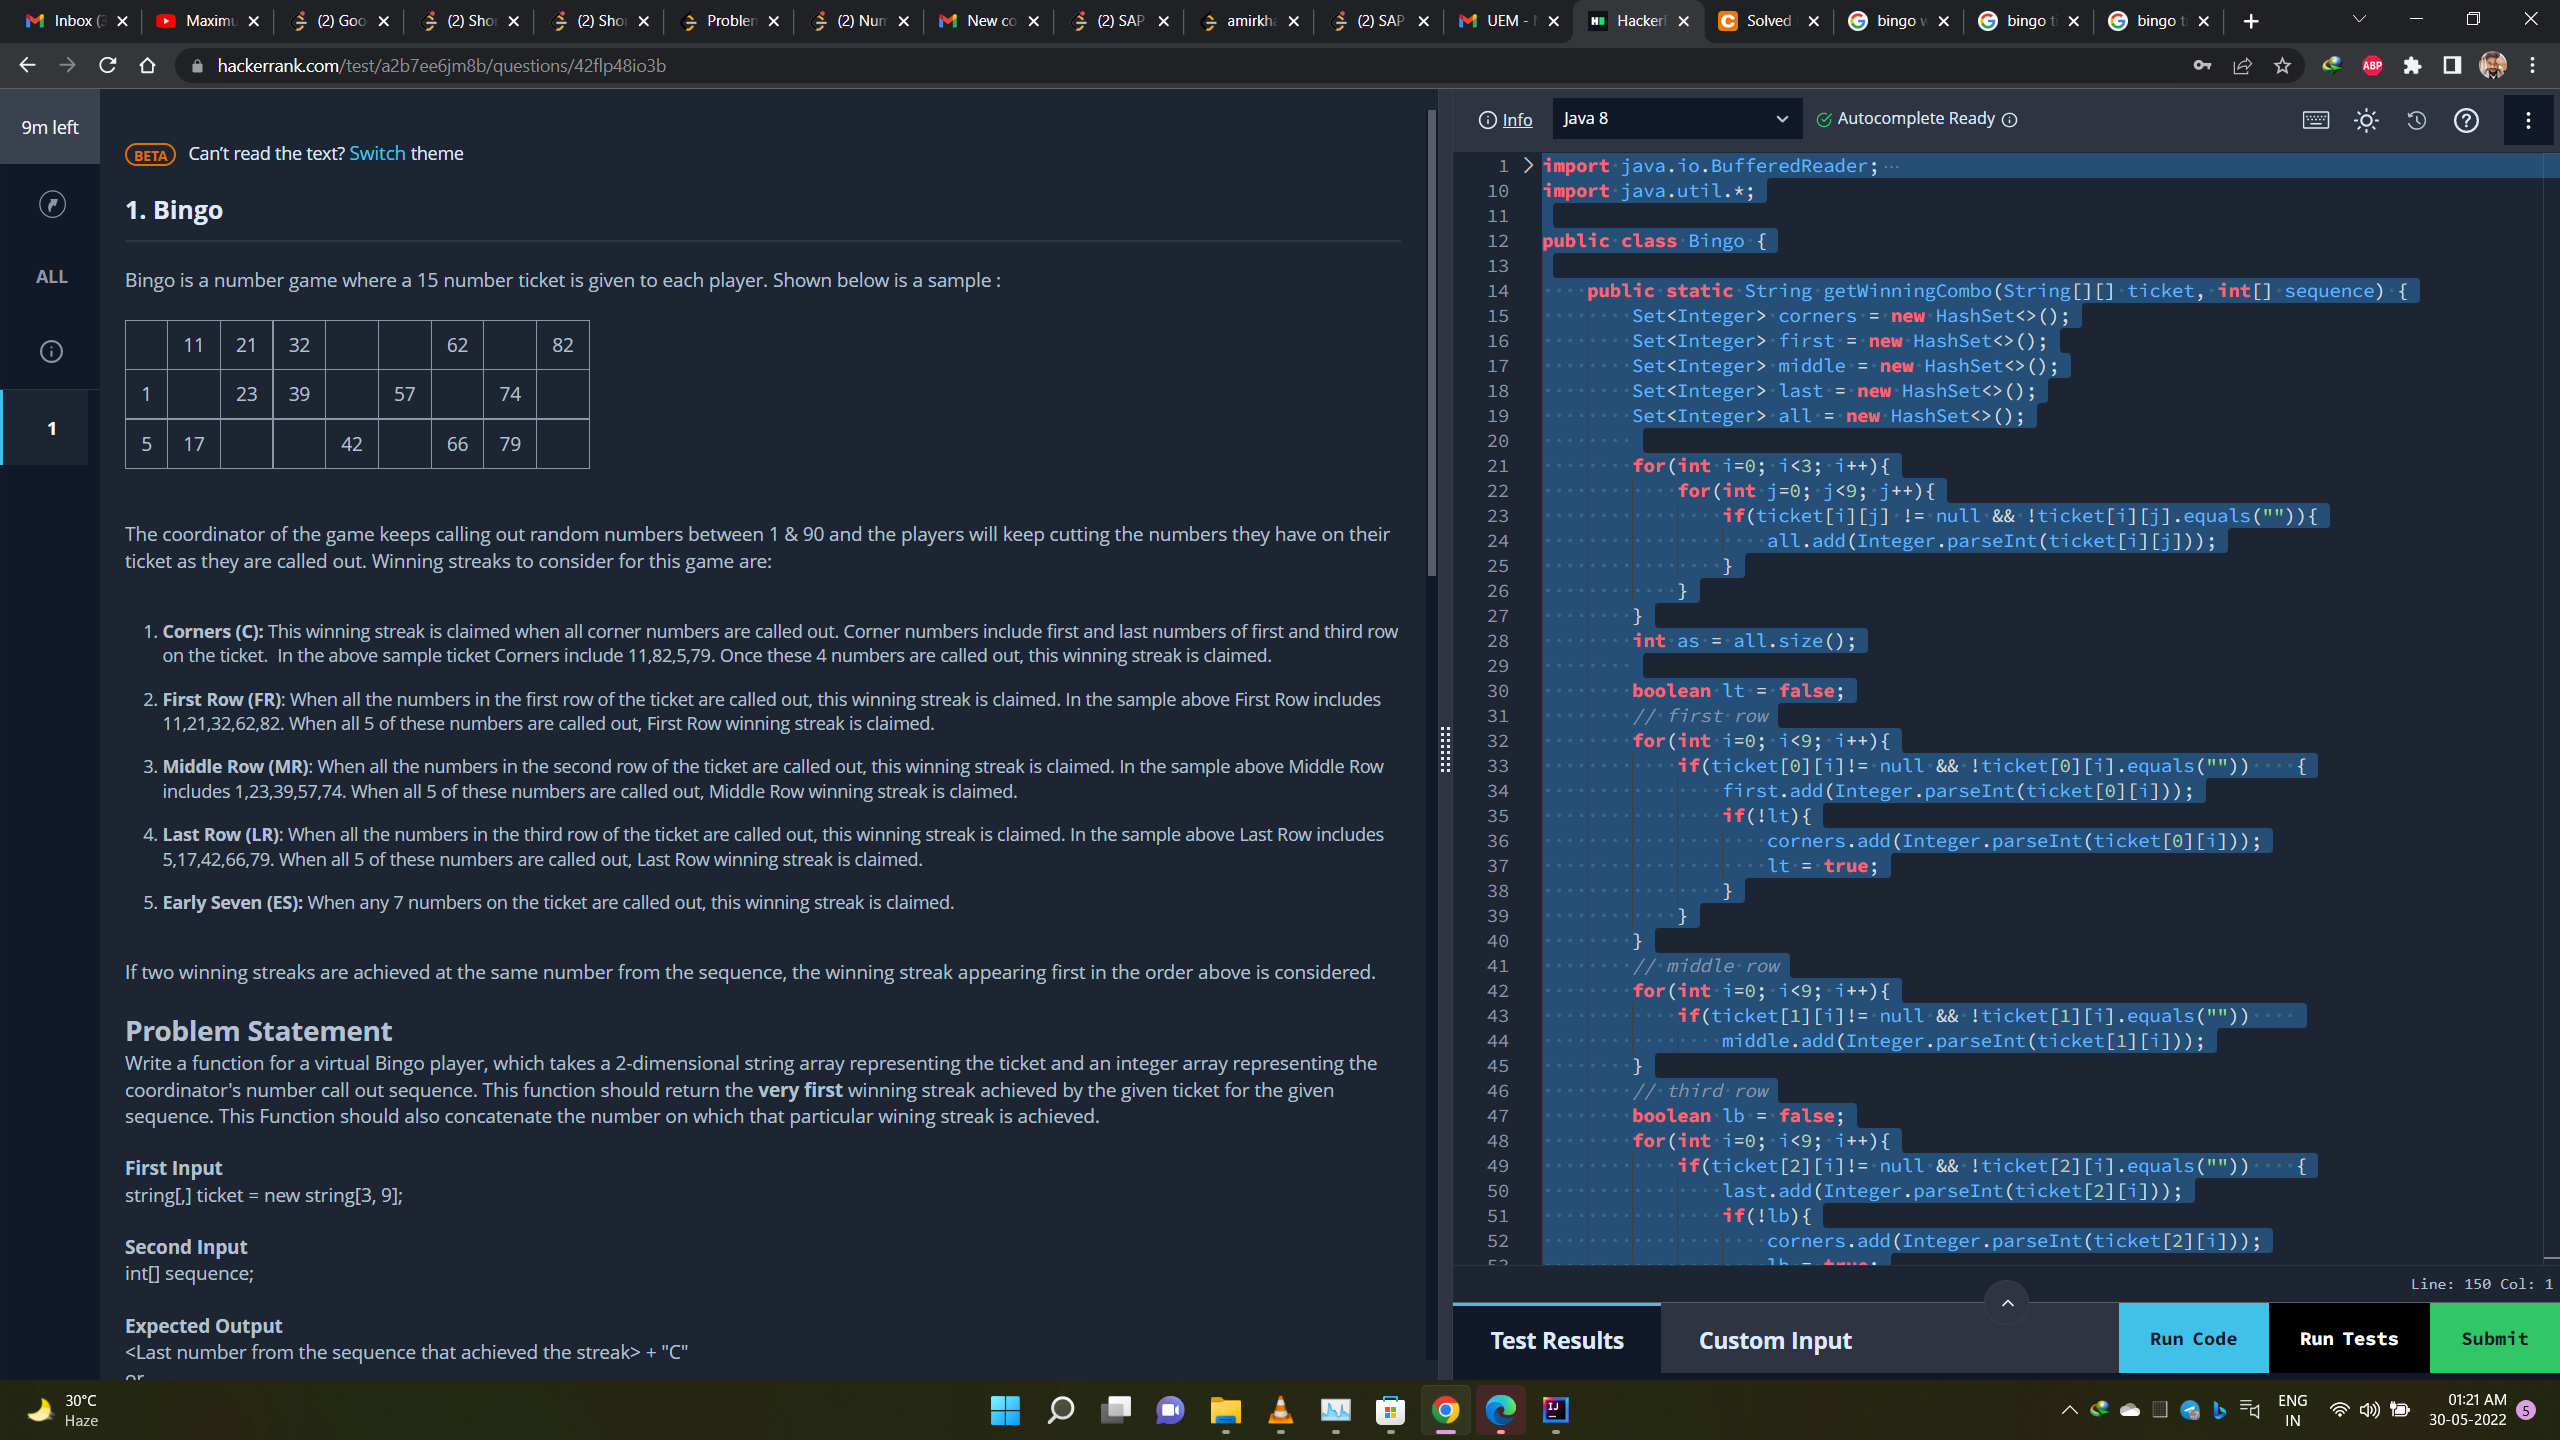 Inbox (3
Maximu
(2) Goo
(2) Shor
(2) Shor
Problem
(2) Num
New co
(2) SAP
amirkha
(2) SAP
UEM - 
HackerR
Solved
bingo w
bingo ti
bingo ti
hackerrank.com/test/a2b7ee6jm8b/questions/42flp48io3b
ABP
9m left
ALL
1
BETA Can't read the text? Switch theme
1. Bingo
Bingo is a number game where a 15 number ticket is given to each player. Shown below is a sample :
11 21 32 62 82
1 23 39 57 74
5 17 42 66 79
The coordinator of the game keeps calling out random numbers between 1 & 90 and the players will keep cutting the numbers they have on their
ticket as they are called out. Winning streaks to consider for this game are:
1. Corners (C): This winning streak is claimed when all corner numbers are called out. Corner numbers include first and last numbers of first and third row
on the ticket. In the above sample ticket Corners include 11,82,5,79. Once these 4 numbers are called out, this winning streak is claimed.
2. First Row (FR): When all the numbers in the first row of the ticket are called out, this winning streak is claimed. In the sample above First Row includes
11,21,32,62,82. When all 5 of these numbers are called out, First Row winning streak is claimed.
3. Middle Row (MR): When all the numbers in the second row of the ticket are called out, this winning streak is claimed. In the sample above Middle Row
includes 1,23,39,57,74. When all 5 of these numbers are called out, Middle Row winning streak is claimed.
4. Last Row (LR): When all the numbers in the third row of the ticket are called out, this winning streak is claimed. In the sample above Last Row includes
5,17,42,66,79. When all 5 of these numbers are called out, Last Row winning streak is claimed.
5. Early Seven (ES): When any 7 numbers on the ticket are called out, this winning streak is claimed.
If two winning streaks are achieved at the same number from the sequence, the winning streak appearing first in the order above is considered.
Problem Statement
Write a function for a virtual Bingo player, which takes a 2-dimensional string array representing the ticket and an integer array representing the
coordinator's number call out sequence. This function should return the very first winning streak achieved by the given ticket for the given
sequence. This Function should also concatenate the number on which that particular wining streak is achieved.
First Input
string[,] ticket = new string[3, 9];
Second Input
int[] sequence;
Expected Output
<Last number from the sequence that achieved the streak> + "C"
or
Info
Java 8
Autocomplete Ready
1 import java.io.BufferedReader; ...
10 import java.util.*;
11
12 public class Bingo {
13
14 public static String getWinningCombo(String[][] ticket, int[] sequence) {
15 Set<Integer> corners = new HashSet<>();
16 Set<Integer> first = new HashSet<>();
17 Set<Integer> middle = new HashSet<>();
18 Set<Integer> last = new HashSet<>();
19 Set<Integer> all = new HashSet<>();
20
21 for(int i=0; i<3; i++){
22 for(int j=0; j<9; j++){
23 if(ticket[i][j] != null && !ticket[i][j].equals("")){
24 all.add(Integer.parseInt(ticket[i][j]));
25 }
26 }
27 }
28 int as = all.size();
29
30 boolean lt = false;
31 // first row
32 for(int i=0; i<9; i++){
33 if(ticket[0][i]!= null && !ticket[0][i].equals("")) {
34 first.add(Integer.parseInt(ticket[0][i]));
35 if(!lt){
36 corners.add(Integer.parseInt(ticket[0][i]));
37 lt = true;
38 }
39 }
40 }
41 // middle row
42 for(int i=0; i<9; i++){
43 if(ticket[1][i]!= null && !ticket[1][i].equals(""))
44 middle.add(Integer.parseInt(ticket[1][i]));
45 }
46 // third row
47 boolean lb = false;
48 for(int i=0; i<9; i++){
49 if(ticket[2][i]!= null && !ticket[2][i].equals("")) {
50 last.add(Integer.parseInt(ticket[2][i]));
51 if(!lb){
52 corners.add(Integer.parseInt(ticket[2][i]));
53 lb = true;
Line: 150 Col: 1
Test Results
Custom Input
Run Code
Run Tests
Submit
30°C
Haze
ENG
IN
01:21 AM
30-05-2022
5